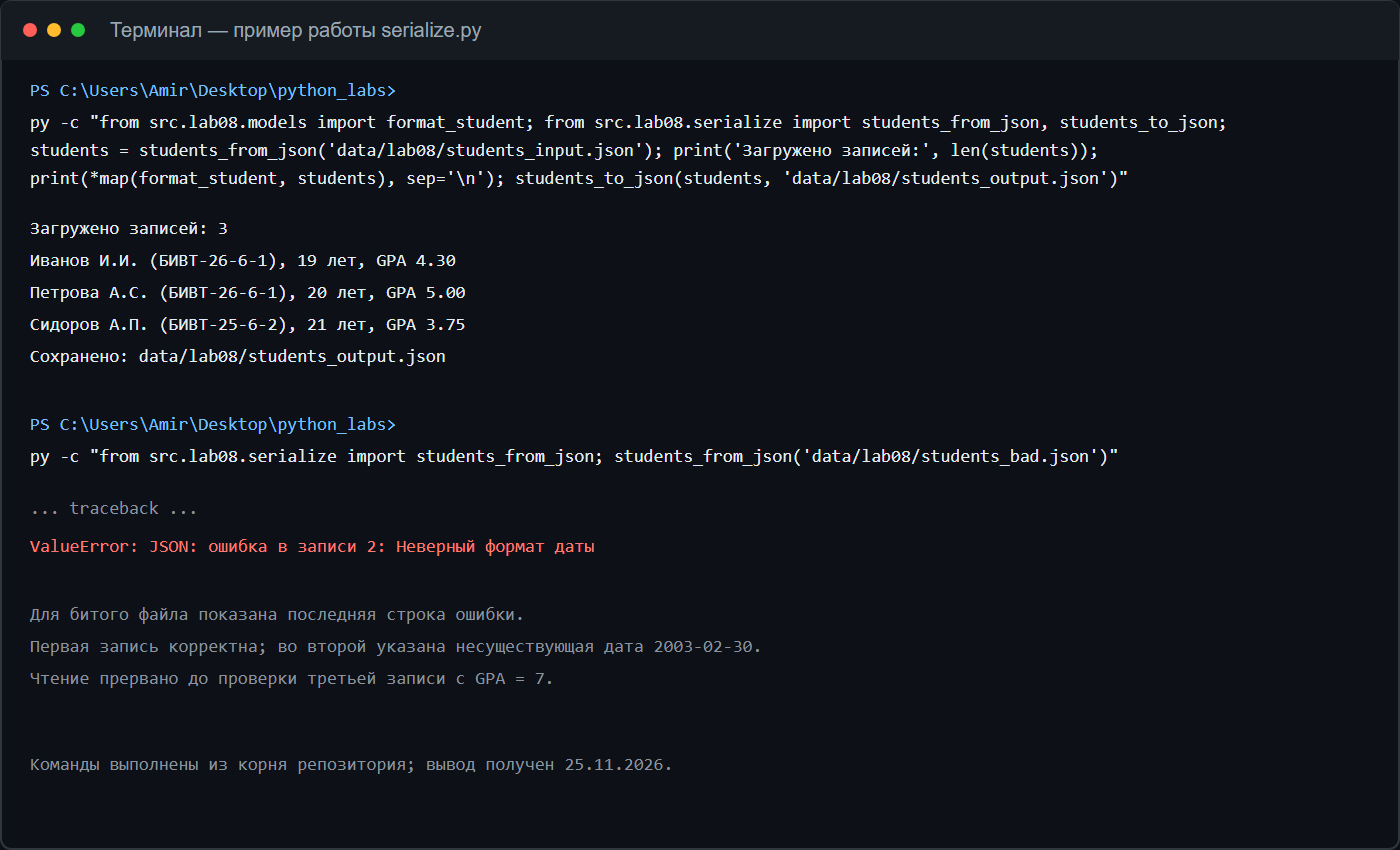 Терминал — пример работы serialize.py
PS C:\Users\Amir\Desktop\python_labs>
py -c "from src.lab08.models import format_student; from src.lab08.serialize import students_from_json, students_to_json;
students = students_from_json('data/lab08/students_input.json'); print('Загружено записей:', len(students));
print(*map(format_student, students), sep='\n'); students_to_json(students, 'data/lab08/students_output.json')"
Загружено записей: 3
Иванов И.И. (БИВТ-26-6-1), 19 лет, GPA 4.30
Петрова А.С. (БИВТ-26-6-1), 20 лет, GPA 5.00
Сидоров А.П. (БИВТ-25-6-2), 21 лет, GPA 3.75
Сохранено: data/lab08/students_output.json
PS C:\Users\Amir\Desktop\python_labs>
py -c "from src.lab08.serialize import students_from_json; students_from_json('data/lab08/students_bad.json')"
... traceback ...
ValueError: JSON: ошибка в записи 2: Неверный формат даты
Для битого файла показана последняя строка ошибки.
Первая запись корректна; во второй указана несуществующая дата 2003-02-30.
Чтение прервано до проверки третьей записи с GPA = 7.
Команды выполнены из корня репозитория; вывод получен 25.11.2026.